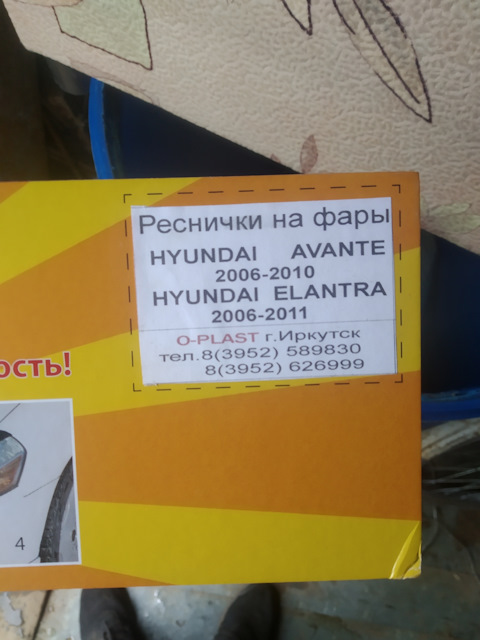 Реснички на фары
HYUNDAI AVANTE
2006-2010
HYUNDAI ELANTRA
2006-2011
O-PLAST г.Иркутск
тел.8(3952) 589830
8(3952) 626999
ость!
4